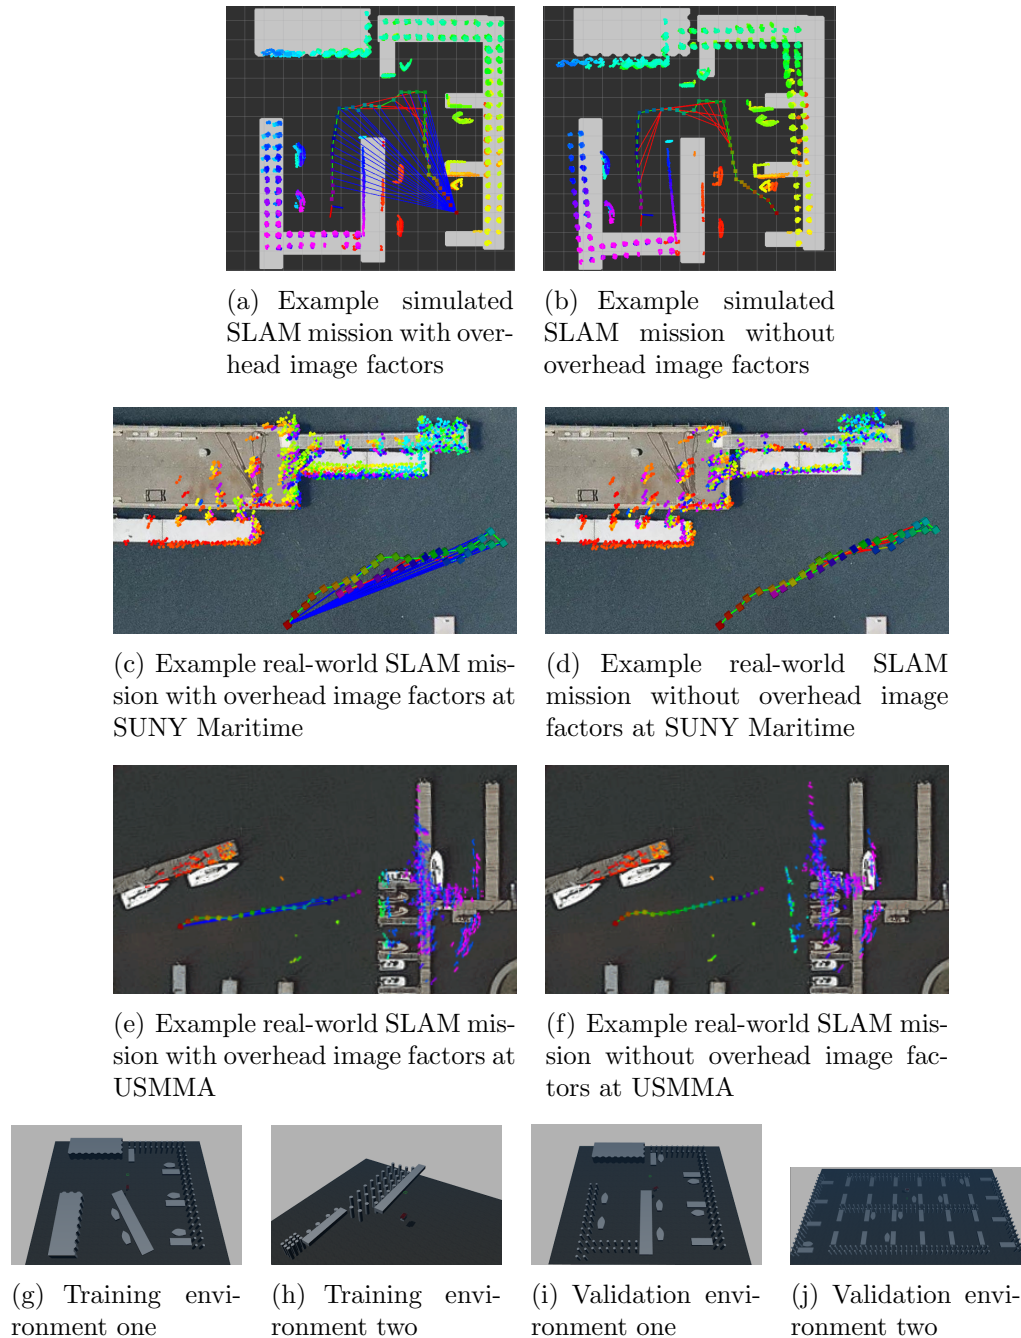 (a) Example simulated
SLAM mission with over-
head image factors
(b) Example simulated
SLAM mission without
overhead image factors
(c) Example real-world SLAM mis-
sion with overhead image factors at
SUNY Maritime
(d) Example real-world SLAM
mission without overhead image
factors at SUNY Maritime
(e) Example real-world SLAM mis-
sion with overhead image factors at
USMMA
(f) Example real-world SLAM mis-
sion without overhead image fac-
tors at USMMA
(g) Training envi-
ronment one
(h) Training envi-
ronment two
(i) Validation envi-
ronment one
(j) Validation envi-
ronment two